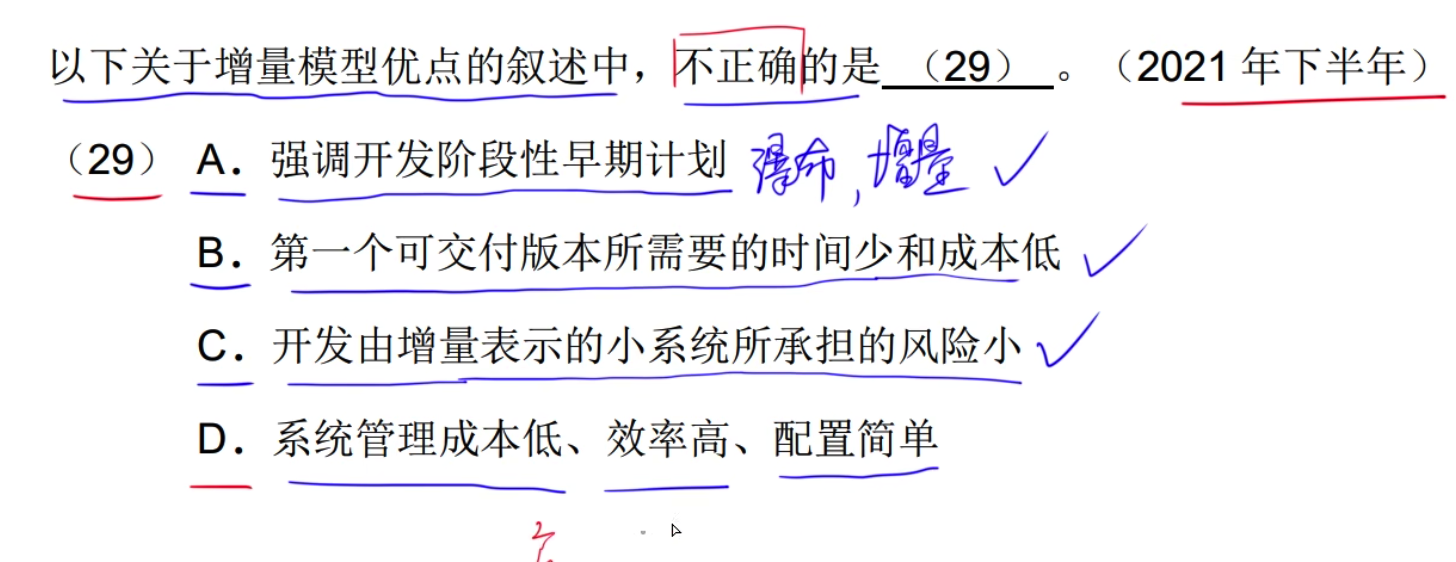 以下关于增量模型优点的叙述中，不正确的是 （29） 。（2021 年下半年）
（29） A．强调开发阶段性早期计划 瀑布，增量 ✓
B．第一个可交付版本所需要的时间少和成本低 ✓
C．开发由增量表示的小系统所承担的风险小 ✓
D．系统管理成本低、效率高、配置简单